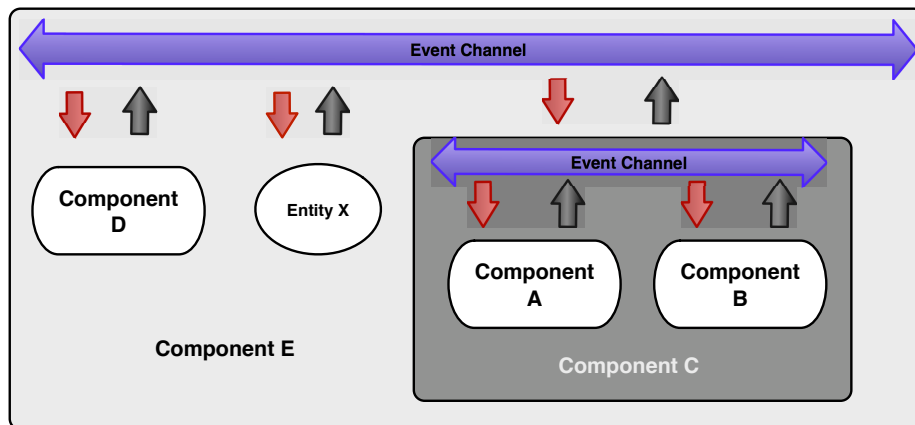 Event Channel
Event Channel
Component
D
Entity X
Component
A
Component
B
Component E
Component C